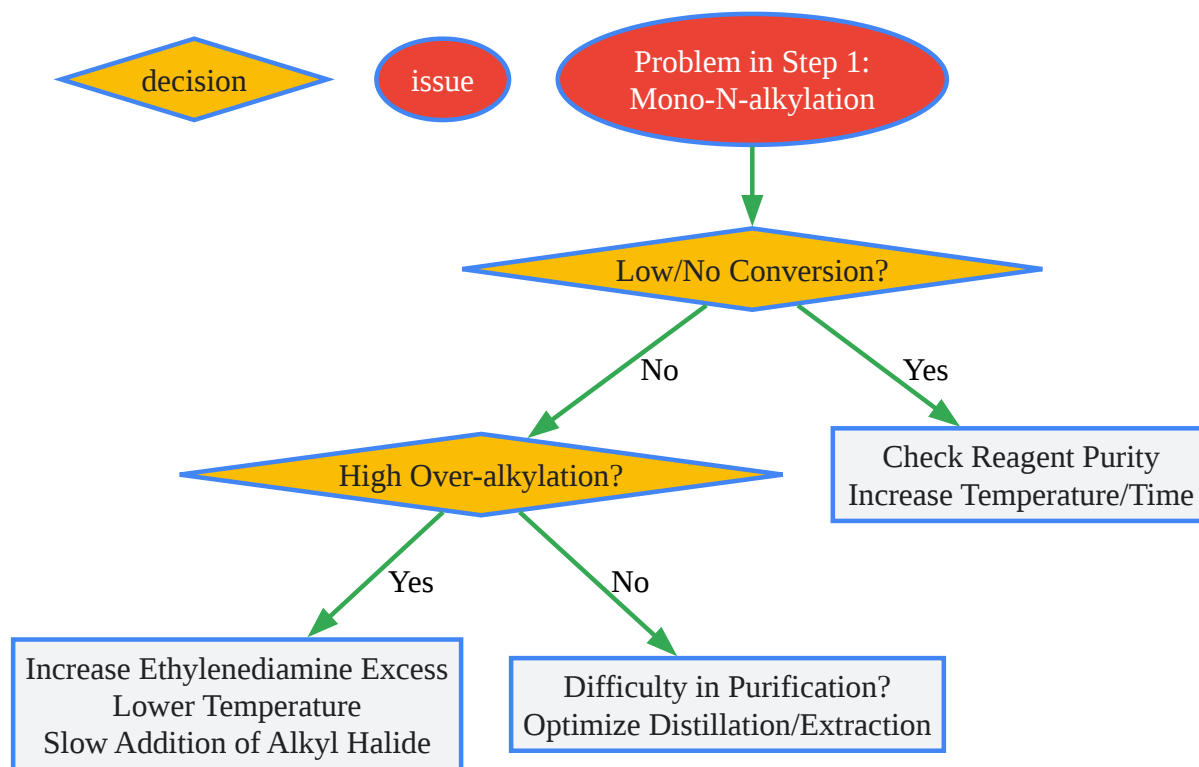 decision
issue
Problem in Step 1:
Mono-N-alkylation
Low/No Conversion?
No
Yes
High Over-alkylation?
Check Reagent Purity
Increase Temperature/Time
Yes
No
Increase Ethylenediamine Excess
Lower Temperature
Slow Addition of Alkyl Halide
Difficulty in Purification?
Optimize Distillation/Extraction